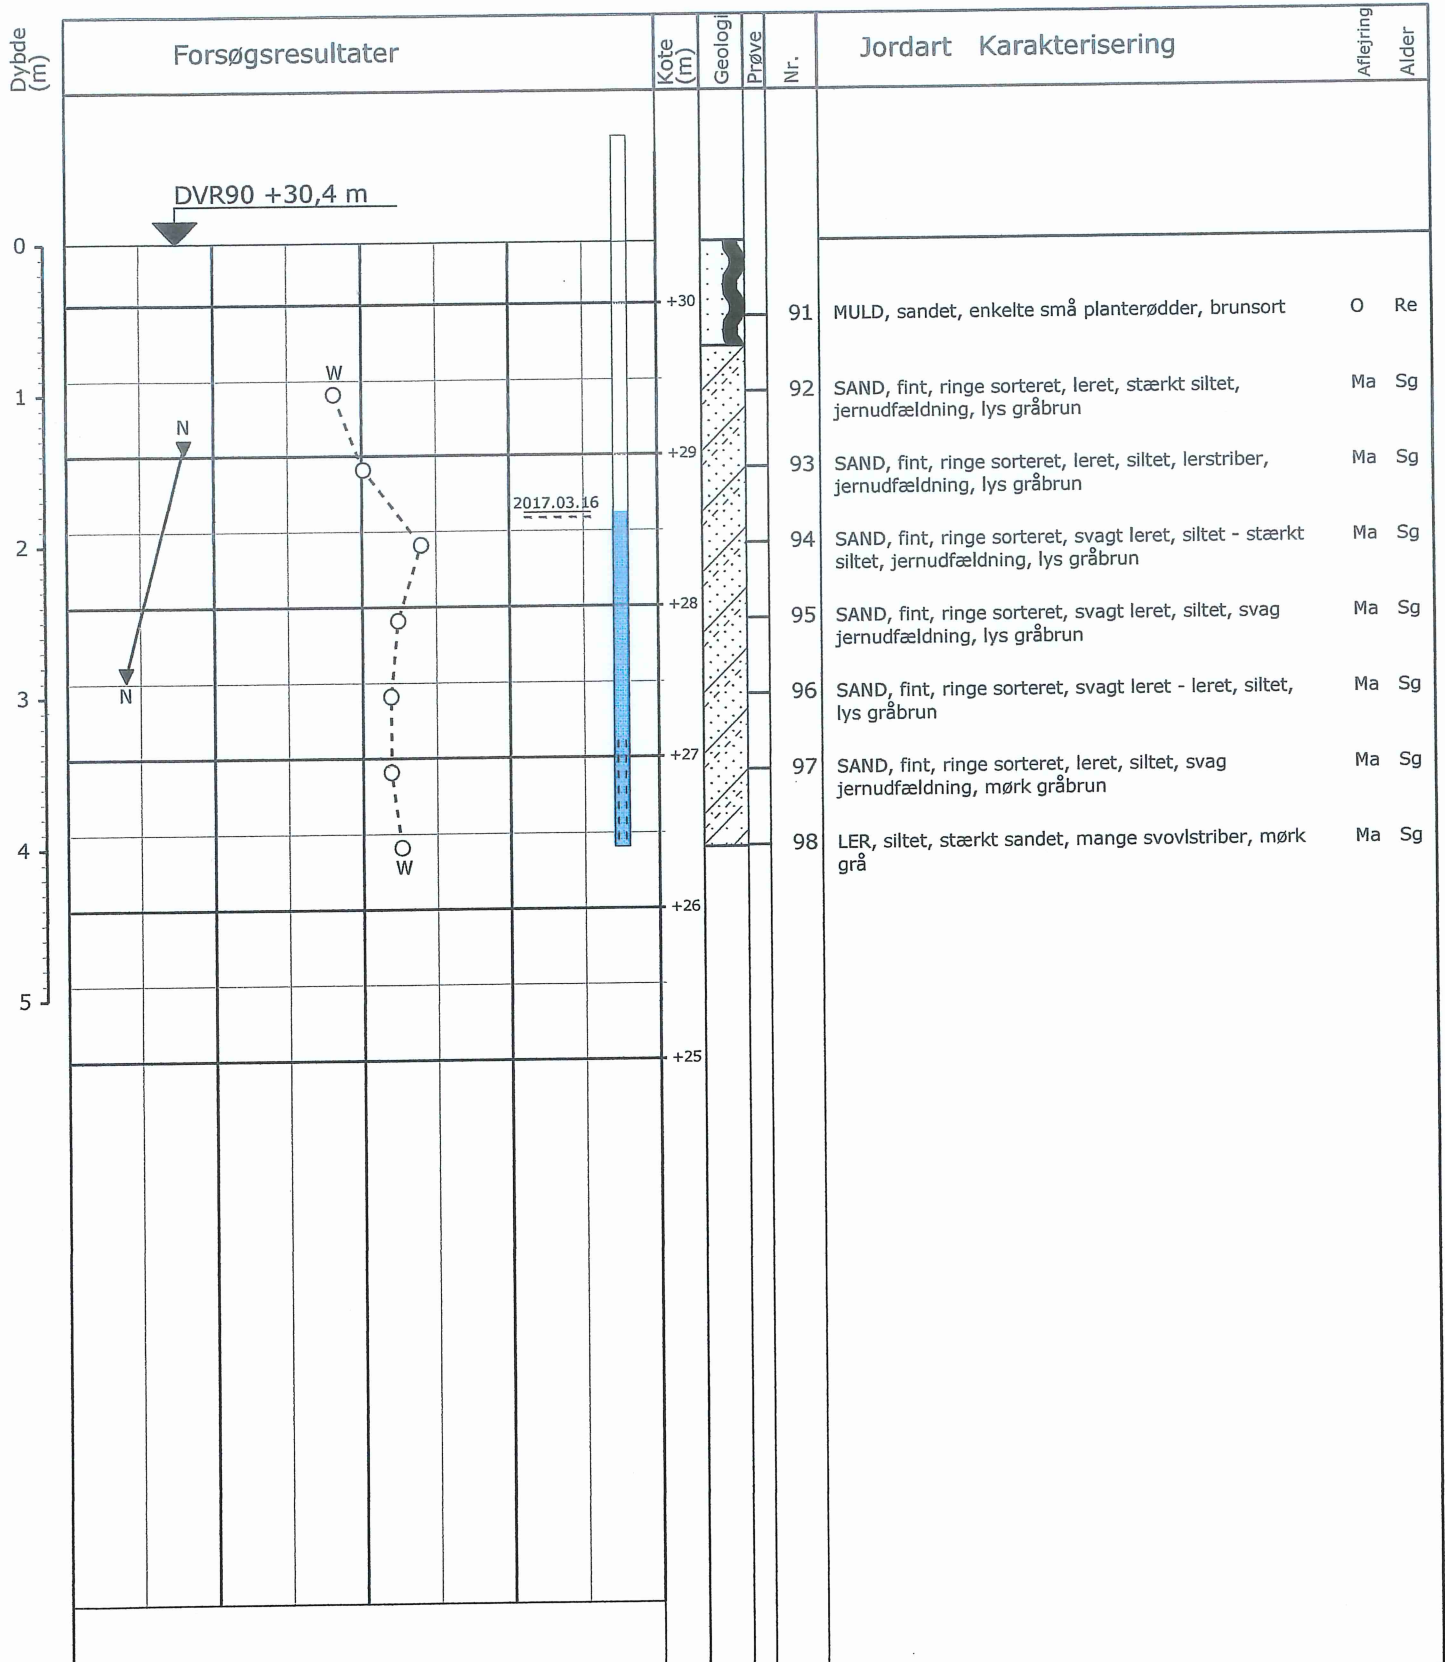 Dybde
(m)
Forsøgsresultater
Kote
(m)
Geologi
Prøve
Nr.
Jordart Karakterisering
Aflejring
Alder
DVR90 +30,4 m
0
+30
91 MULD, sandet, enkelte små planterødder, brunsort O Re
W
1
92 SAND, fint, ringe sorteret, leret, stærkt siltet, Ma Sg
jernudfældning, lys gråbrun
N
+29
93 SAND, fint, ringe sorteret, leret, siltet, lerstriber, Ma Sg
jernudfældning, lys gråbrun
2017.03.16
2
94 SAND, fint, ringe sorteret, svagt leret, siltet - stærkt Ma Sg
siltet, jernudfældning, lys gråbrun
+28
95 SAND, fint, ringe sorteret, svagt leret, siltet, svag Ma Sg
jernudfældning, lys gråbrun
3
N
96 SAND, fint, ringe sorteret, svagt leret - leret, siltet, Ma Sg
lys gråbrun
+27
97 SAND, fint, ringe sorteret, leret, siltet, svag Ma Sg
jernudfældning, mørk gråbrun
4
98 LER, siltet, stærkt sandet, mange svovlstriber, mørk Ma Sg
grå
W
+26
5
+25